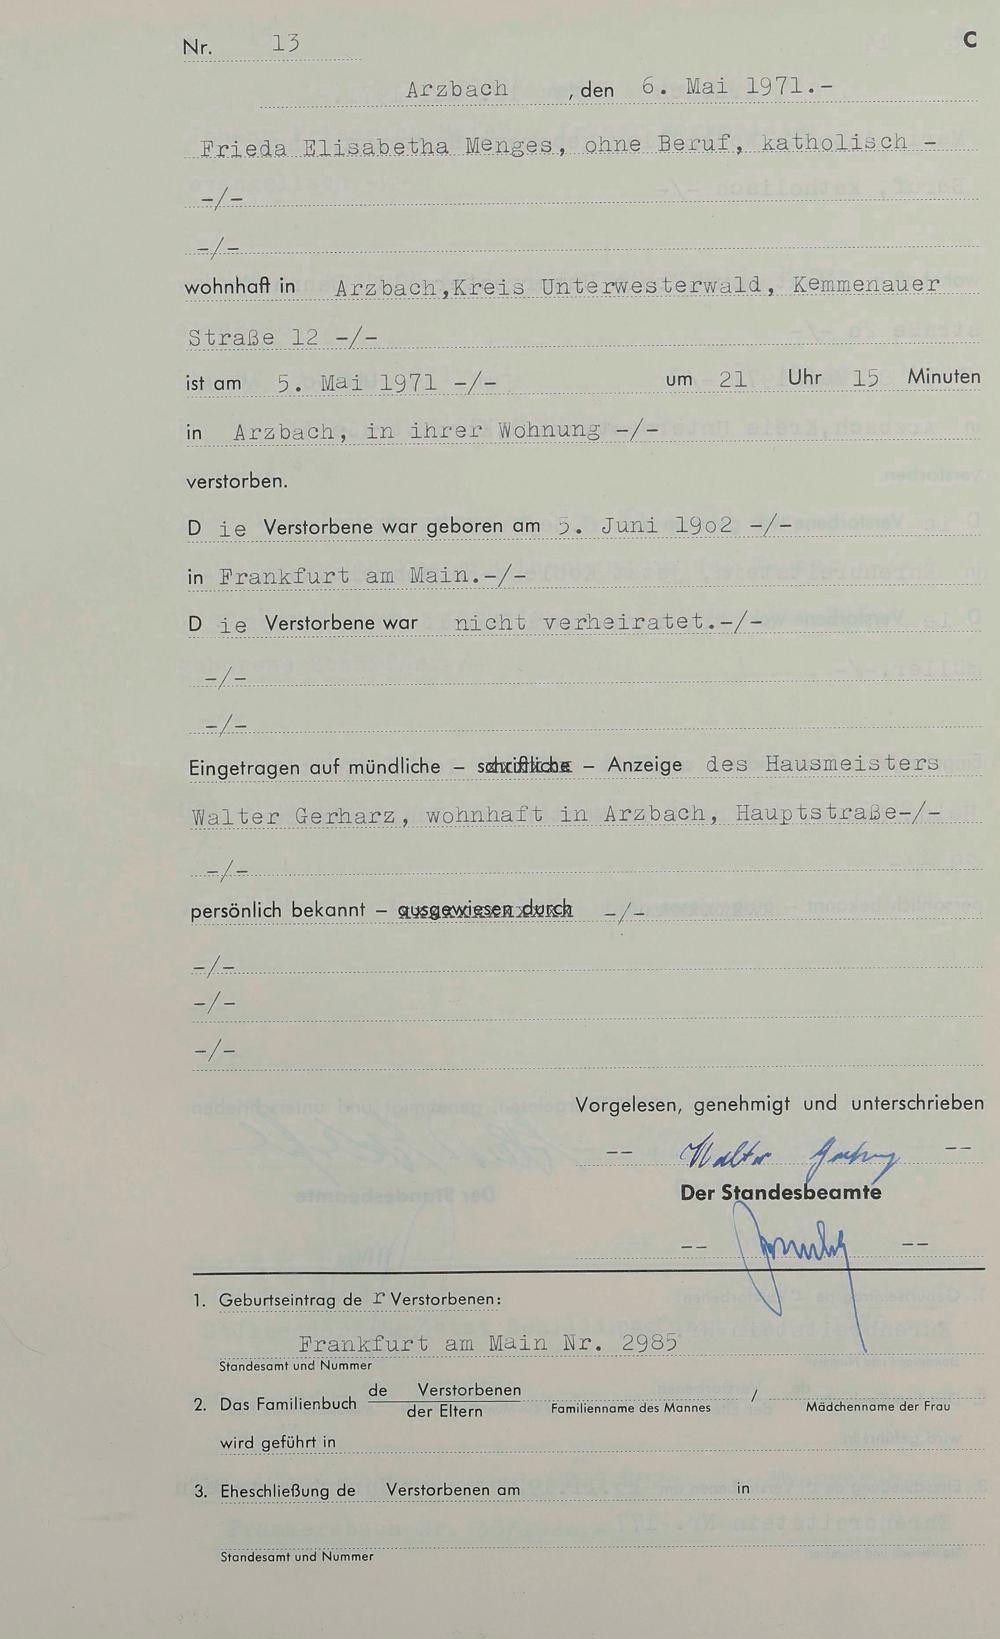 Nr. 13 C
Arzbach , den 6. Mai 1971.-
Frieda Elisabetha Menges, ohne Beruf, katholisch -
-/-
-/-
wohnhaft in Arzbach,Kreis Unterwesterwald, Kemmenauer
Straße 12 -/-
ist am 5. Mai 1971 -/- um 21 Uhr 15 Minuten
in Arzbach, in ihrer Wohnung -/-
verstorben.
D ie Verstorbene war geboren am 5. Juni 19o2 -/-
in Frankfurt am Main.-/-
D ie Verstorbene war nicht verheiratet.-/-
-/-
-/-
Eingetragen auf mündliche – schriftliche – Anzeige des Hausmeisters
Walter Gerharz, wohnhaft in Arzbach, Hauptstraße-/-
-/-
persönlich bekannt – ausgewiesen durch -/-
-/-
-/-
-/-
Vorgelesen, genehmigt und unterschrieben
-- Walter Gerharz --
Der Standesbeamte
-- --
1. Geburtseintrag de r Verstorbenen:
Frankfurt am Main Nr. 2985
Standesamt und Nummer
2. Das Familienbuch de Verstorbenen / der Eltern /
Familienname des Mannes Mädchenname der Frau
wird geführt in
3. Eheschließung de Verstorbenen am in
Standesamt und Nummer